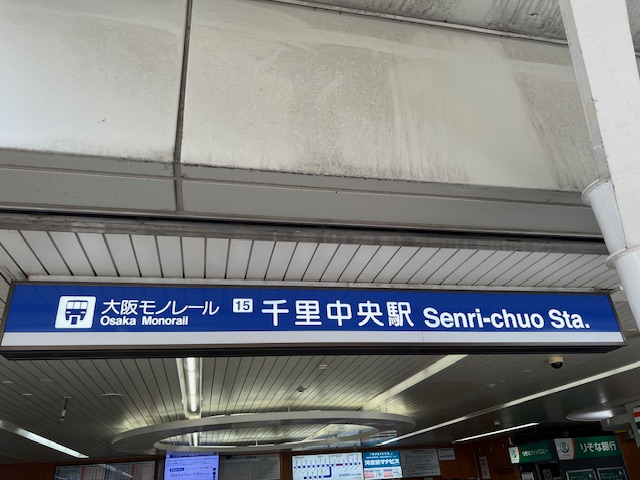 大阪モノレール
Osaka Monorail
15
千里中央駅 Senri-chuo Sta.
りそな銀行